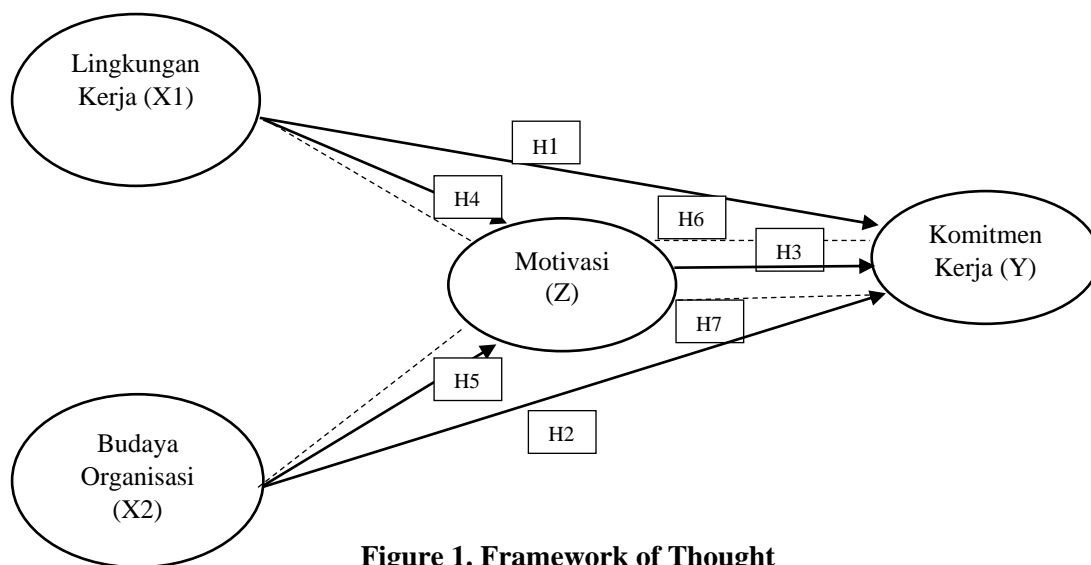 Lingkungan
Kerja (X1)
H1
H4
H6
Komitmen
Kerja (Y)
H3
Motivasi
(Z)
H7
H5
H2
Budaya
Organisasi
(X2)
Figure 1. Framework of Thought